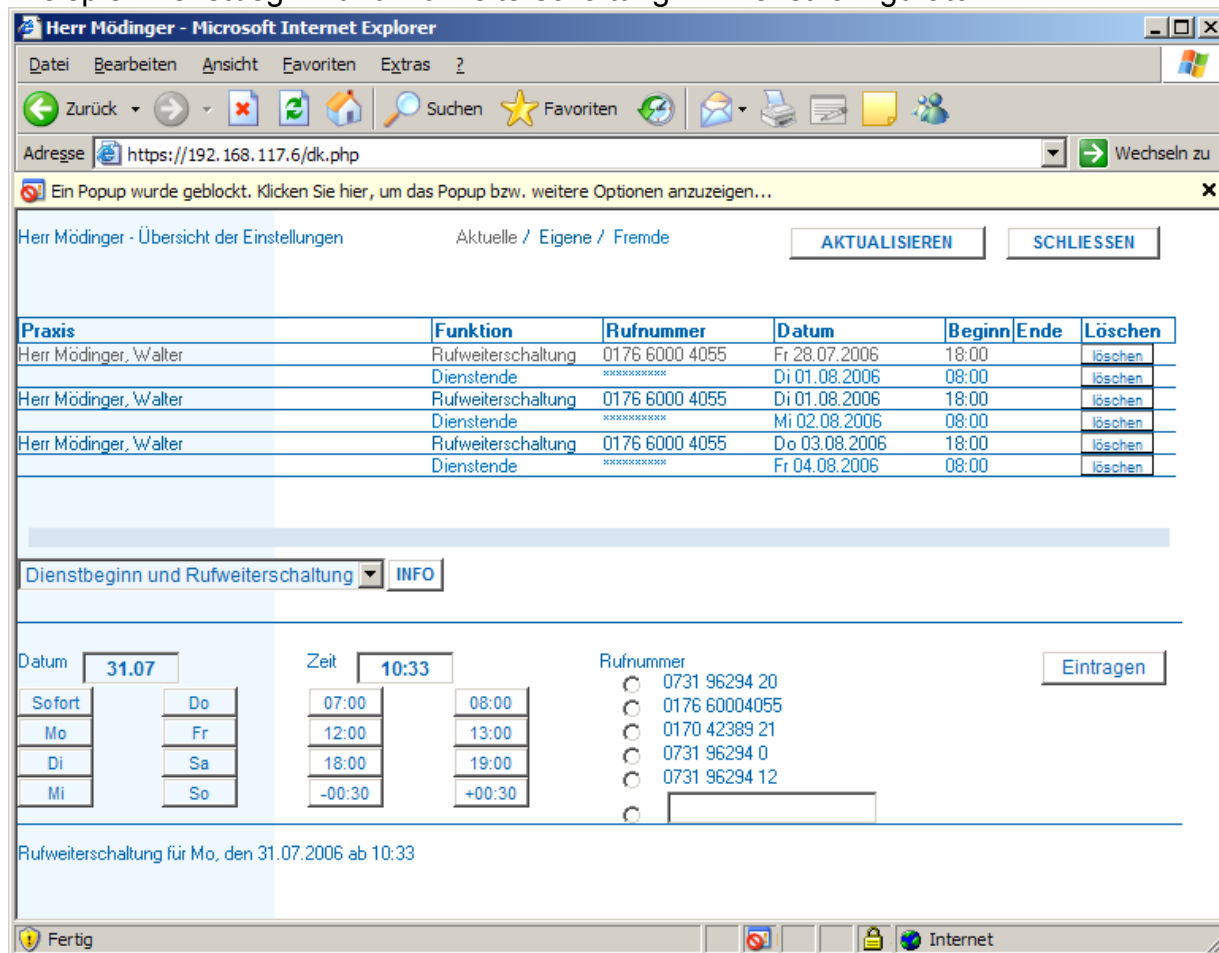 Herr Mödinger - Microsoft Internet Explorer
Datei Bearbeiten Ansicht Favoriten Extras ?
Zurück Suchen Favoriten
Adresse https://192.168.117.6/dk.php Wechseln zu
Ein Popup wurde geblockt. Klicken Sie hier, um das Popup bzw. weitere Optionen anzuzeigen...
Herr Mödinger - Übersicht der Einstellungen Aktuelle / Eigene / Fremde AKTUALISIEREN SCHLIESSEN
Praxis Funktion Rufnummer Datum Beginn Ende Löschen
Herr Mödinger, Walter Rufweiterschaltung 0176 6000 4055 Fr 28.07.2006 18:00 löschen
Dienstende ********** Di 01.08.2006 08:00 löschen
Herr Mödinger, Walter Rufweiterschaltung 0176 6000 4055 Di 01.08.2006 18:00 löschen
Dienstende ********** Mi 02.08.2006 08:00 löschen
Herr Mödinger, Walter Rufweiterschaltung 0176 6000 4055 Do 03.08.2006 18:00 löschen
Dienstende ********** Fr 04.08.2006 08:00 löschen
Dienstbeginn und Rufweiterschaltung INFO
Datum 31.07 Zeit 10:33 Rufnummer Eintragen
0731 96294 20
Sofort Do 07:00 08:00 0176 60004055
Mo Fr 12:00 13:00 0170 42389 21
Di Sa 18:00 19:00 0731 96294 0
Mi So -00:30 +00:30 0731 96294 12
Rufweiterschaltung für Mo, den 31.07.2006 ab 10:33
Fertig Internet